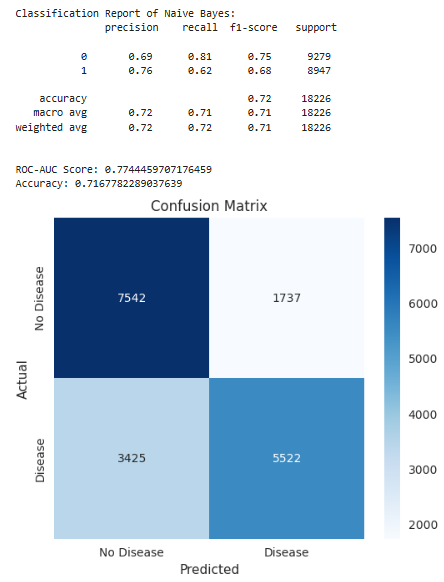 Classification Report of Naive Bayes:
precision recall f1-score support
0 0.69 0.81 0.75 9279
1 0.76 0.62 0.68 8947
accuracy 0.72 18226
macro avg 0.72 0.71 0.71 18226
weighted avg 0.72 0.72 0.71 18226
ROC-AUC Score: 0.7744459707176459
Accuracy: 0.7167782289037639
Confusion Matrix
No Disease 7542 1737
Disease 3425 5522
Actual
No Disease Disease
Predicted
7000
6000
5000
4000
3000
2000